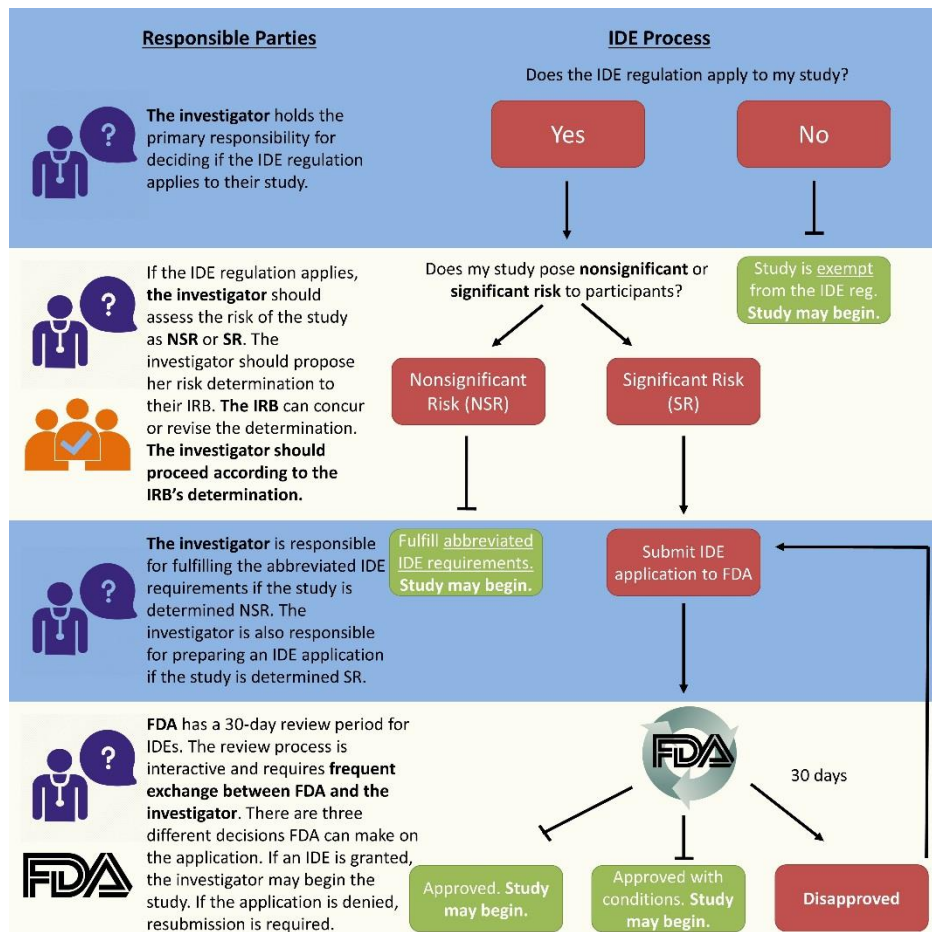 Responsible Parties
IDE Process
Does the IDE regulation apply to my study?
?
The investigator holds the
primary responsibility for
deciding if the IDE regulation
applies to their study.
Yes
No
?
If the IDE regulation applies,
the investigator should
assess the risk of the study
as NSR or SR. The
investigator should propose
her risk determination to
their IRB. The IRB can concur
or revise the determination.
The investigator should
proceed according to the
IRB's determination.
Does my study pose nonsignificant or
significant risk to participants?
Study is exempt
from the IDE reg.
Study may begin.
Nonsignificant
Risk (NSR)
Significant Risk
(SR)
?
The investigator is responsible
for fulfilling the abbreviated IDE
requirements if the study is
determined NSR. The
investigator is also responsible
for preparing an IDE application
if the study is determined SR.
Fulfill abbreviated
IDE requirements.
Study may begin.
Submit IDE
application to FDA
?
FDA
FDA has a 30-day review period for
IDEs. The review process is
interactive and requires frequent
exchange between FDA and the
investigator. There are three
different decisions FDA can make on
the application. If an IDE is granted,
the investigator may begin the
study. If the application is denied,
resubmission is required.
FDA
30 days
Approved. Study
may begin.
Approved with
conditions. Study
may begin.
Disapproved